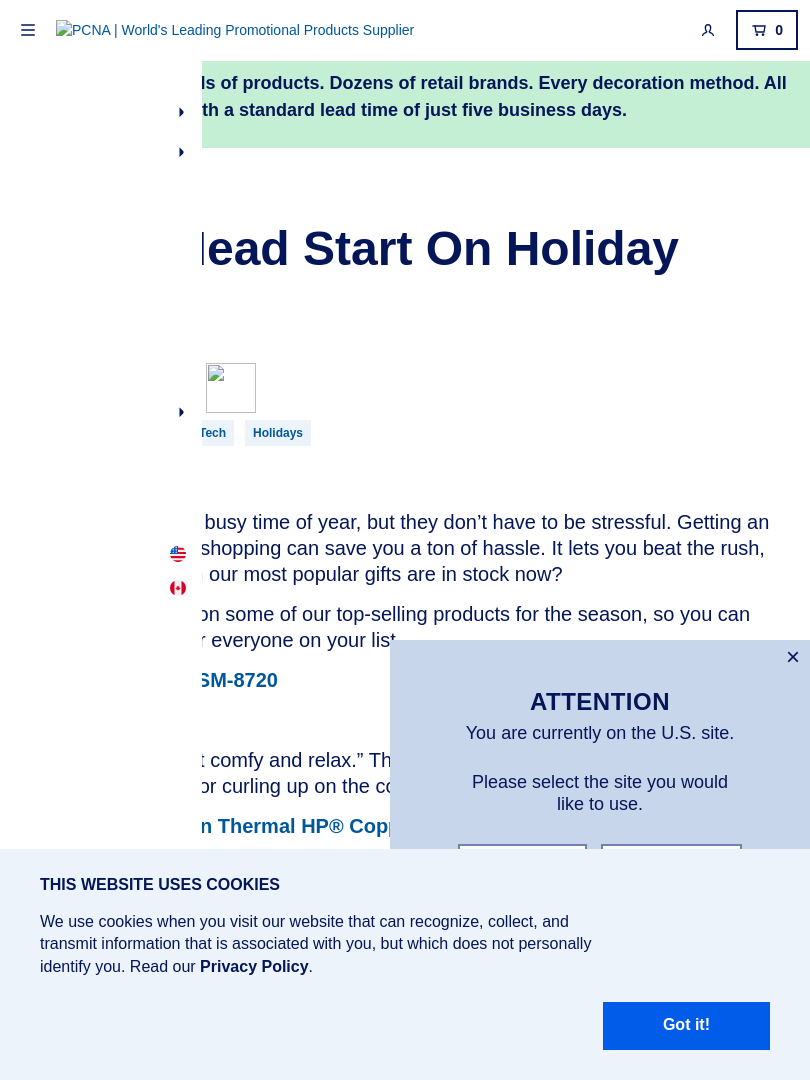 PCNA | World's Leading Promotional Products Supplier
0
of products. Dozens of retail brands. Every decoration method. All
with a standard lead time of just five business days.
Head Start On Holiday
Tech Holidays
busy time of year, but they don’t have to be stressful. Getting an
shopping can save you a ton of hassle. It lets you beat the rush,
our most popular gifts are in stock now?
on some of our top-selling products for the season, so you can
everyone on your list.
SM-8720
comfy and relax.” Th
or curling up on the co
Thermal HP® Copp
×
ATTENTION
You are currently on the U.S. site.
Please select the site you would
like to use.
THIS WEBSITE USES COOKIES
We use cookies when you visit our website that can recognize, collect, and
transmit information that is associated with you, but which does not personally
identify you. Read our Privacy Policy.
Got it!